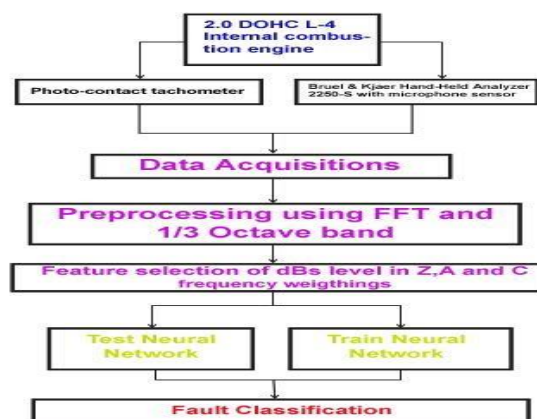 2.0 DOHC L-4
Internal combus-
tion engine
Photo-contact tachometer
Bruel & Kjaer Hand-Held Analyzer
2250-S with microphone sensor
Data Acquisitions
Preprocessing using FFT and
1/3 Octave band
Feature selection of dBs level in Z,A and C
frequency weigthings
Test Neural
Network
Train Neural
Network
Fault Classification